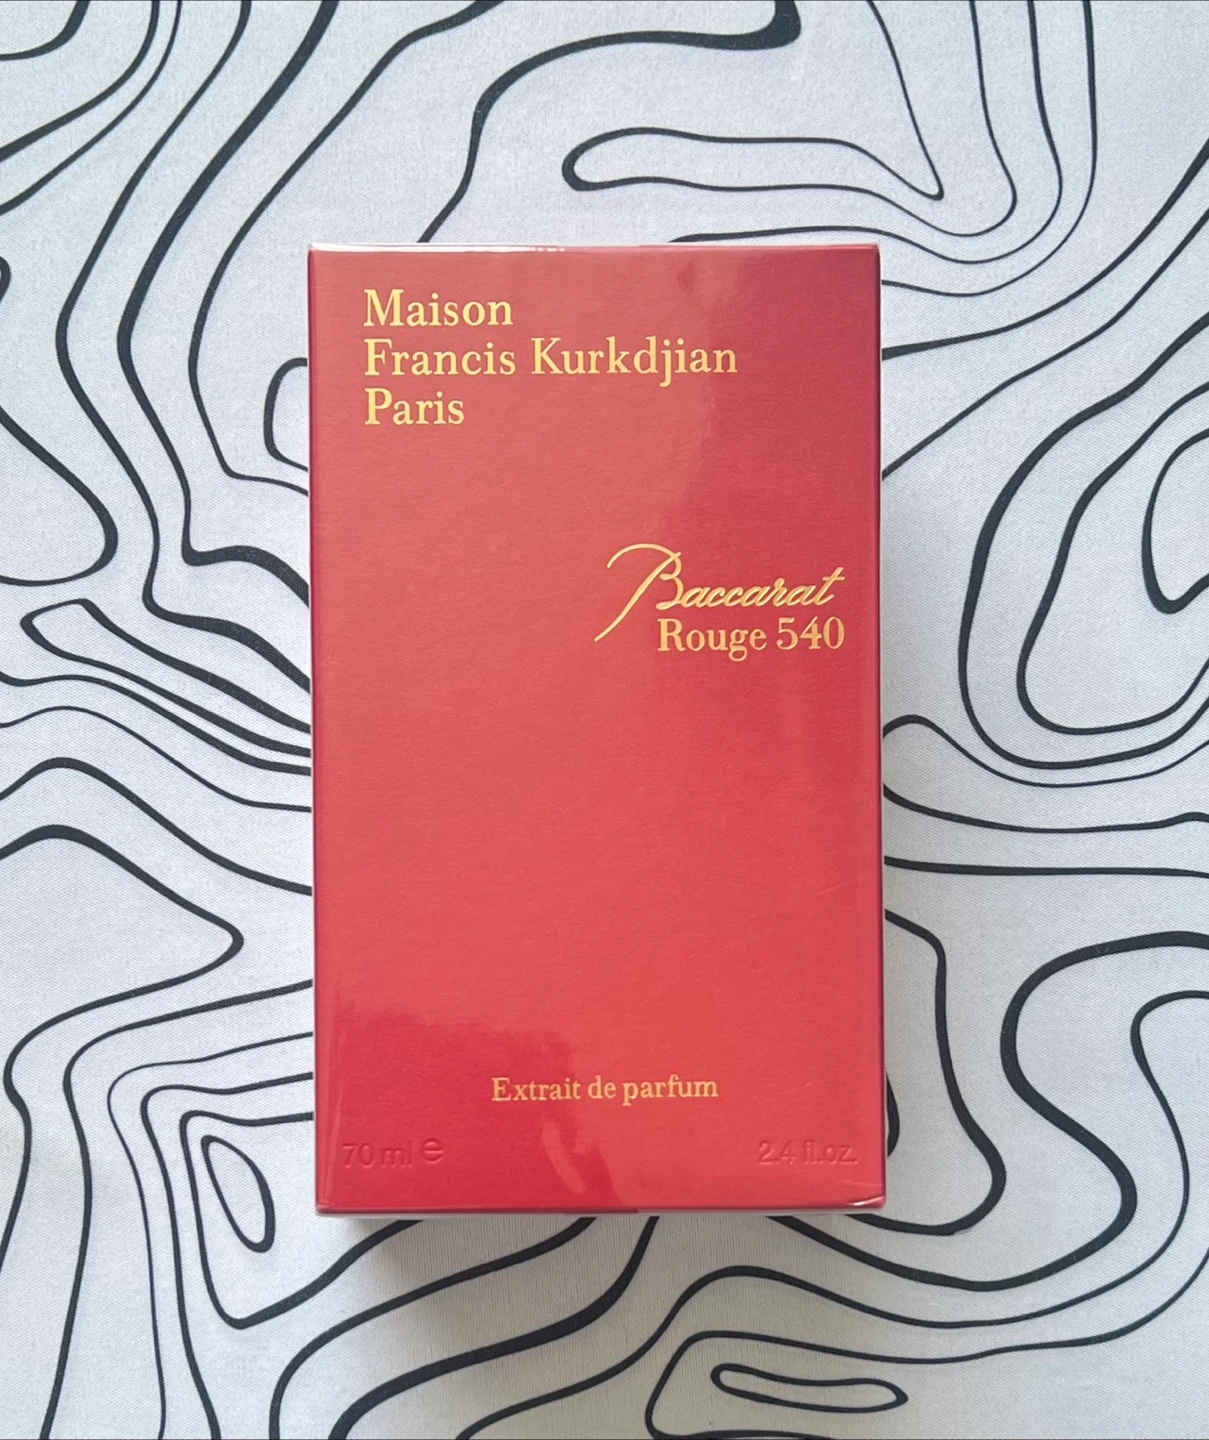 Maison
Francis Kurkdjian
Paris
Baccarat
Rouge 540
Extrait de parfum
70 ml ℮ 2.4 fl.oz.